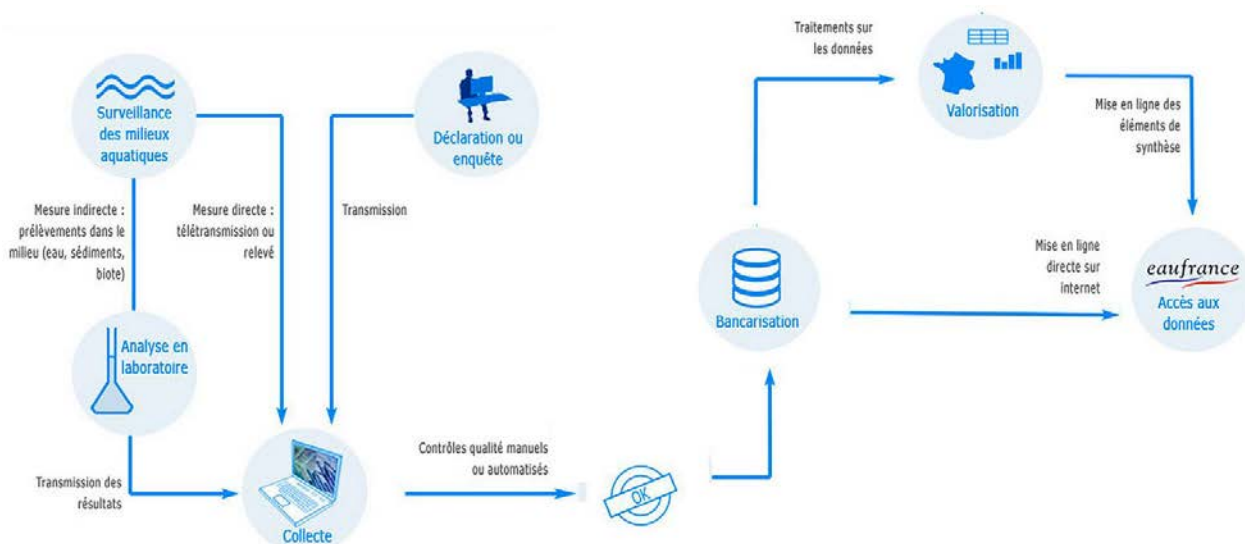 Surveillance
des milieux
aquatiques
Déclaration ou
enquête
Mesure indirecte :
prélèvements dans le
milieu (eau, sédiments,
biote)
Mesure directe :
télétransmission ou
relevé
Transmission
Analyse en
laboratoire
Transmission des
résultats
Collecte
Contrôles qualité manuels
ou automatisés
OK
Bancarisation
Traitements sur
les données
Valorisation
Mise en ligne des
éléments de
synthèse
Mise en ligne
directe sur
internet
eaufrance
Accès aux
données